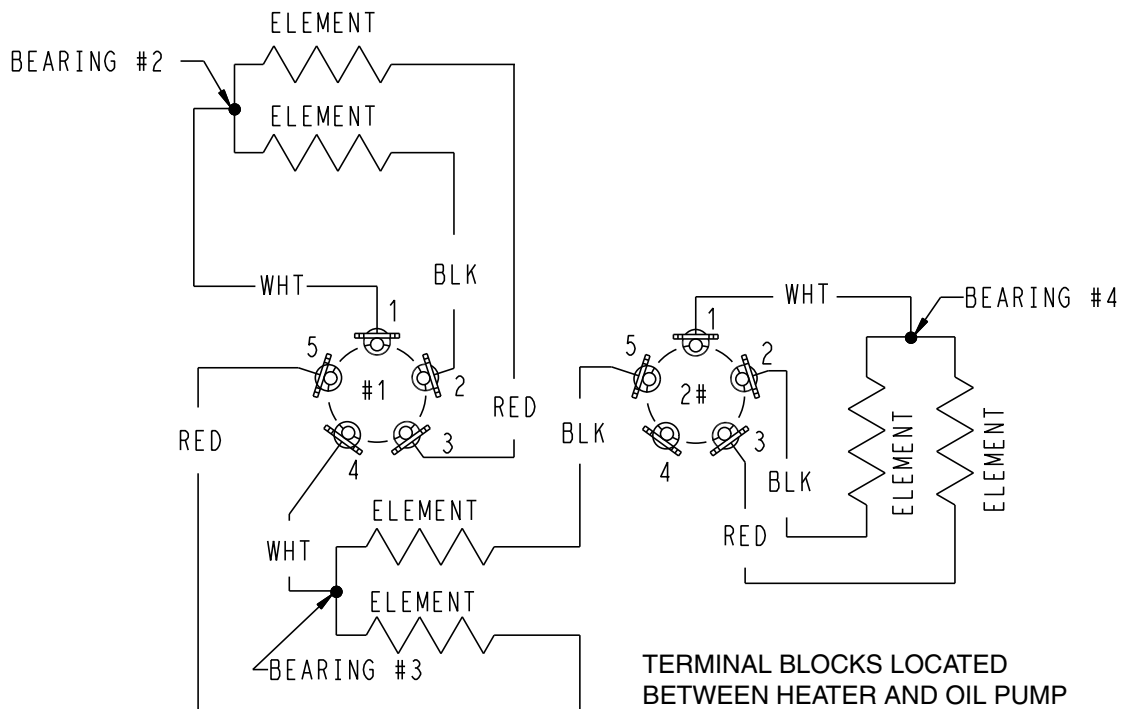 ELEMENT
BEARING #2
ELEMENT
BLK
WHT
WHT
BEARING #4
1
1
5
2
5
2
#1
2#
RED
RED
BLK
3
3
4
4
ELEMENT
ELEMENT
BLK
ELEMENT
RED
WHT
ELEMENT
BEARING #3
TERMINAL BLOCKS LOCATED
BETWEEN HEATER AND OIL PUMP